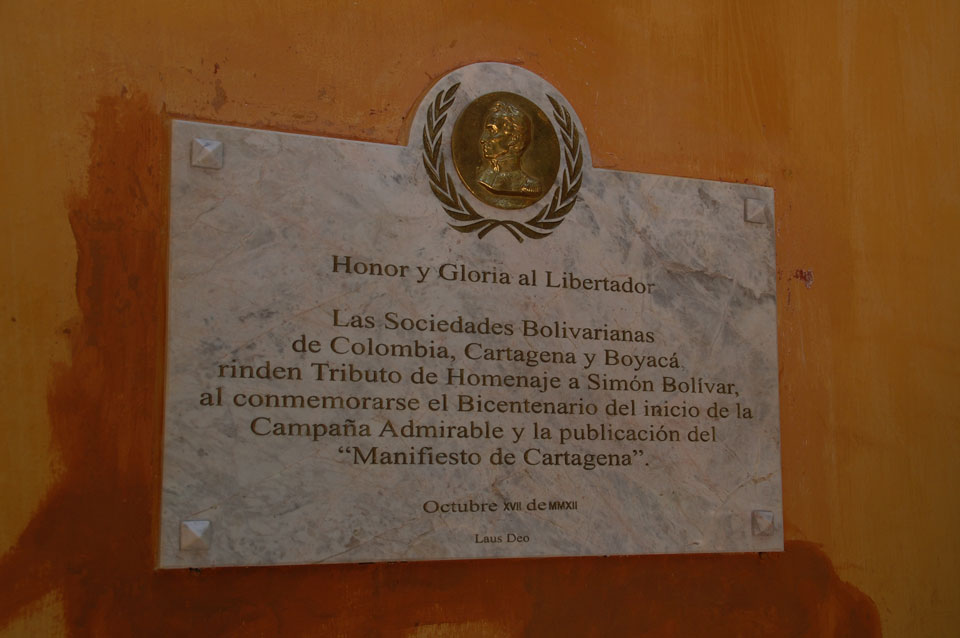 Honor y Gloria al Libertador
Las Sociedades Bolivarianas
de Colombia, Cartagena y Boyacá
rinden Tributo de Homenaje a Simón Bolívar,
al conmemorarse el Bicentenario del inicio de la
Campaña Admirable y la publicación del
“Manifiesto de Cartagena”.
Octubre XVII de MMXII
Laus Deo